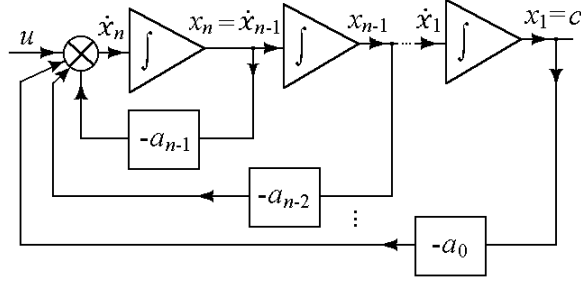 u ẋₙ ∫ xₙ = ẋₙ₋₁ ∫ xₙ₋₁ ẋ₁ ∫ x₁ = c
-aₙ₋₁
-aₙ₋₂
-a₀